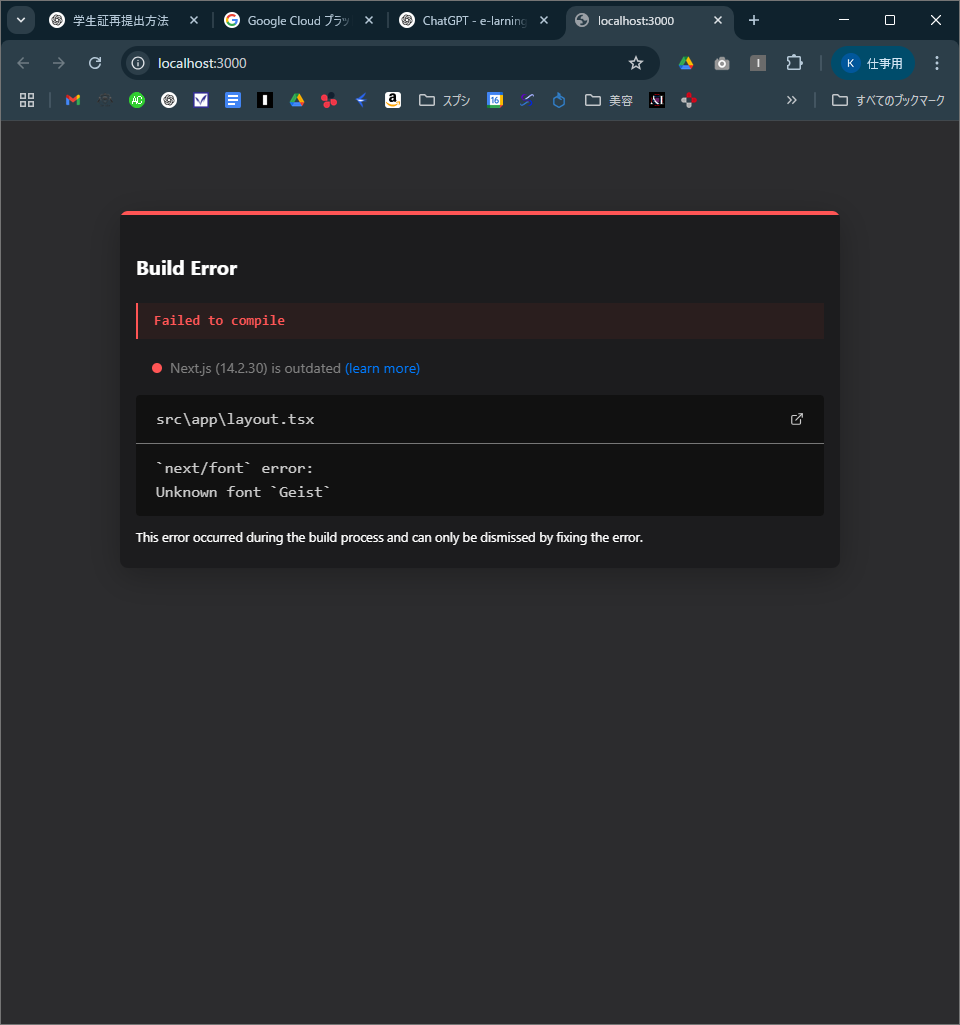 学生証再提出方法
Google Cloud プラッ
ChatGPT - e-larning
localhost:3000
localhost:3000
K 仕事用
AC
スプシ
16
美容
すべてのブックマーク
Build Error
Failed to compile
Next.js (14.2.30) is outdated (learn more)
src\app\layout.tsx
`next/font` error:
Unknown font `Geist`
This error occurred during the build process and can only be dismissed by fixing the error.